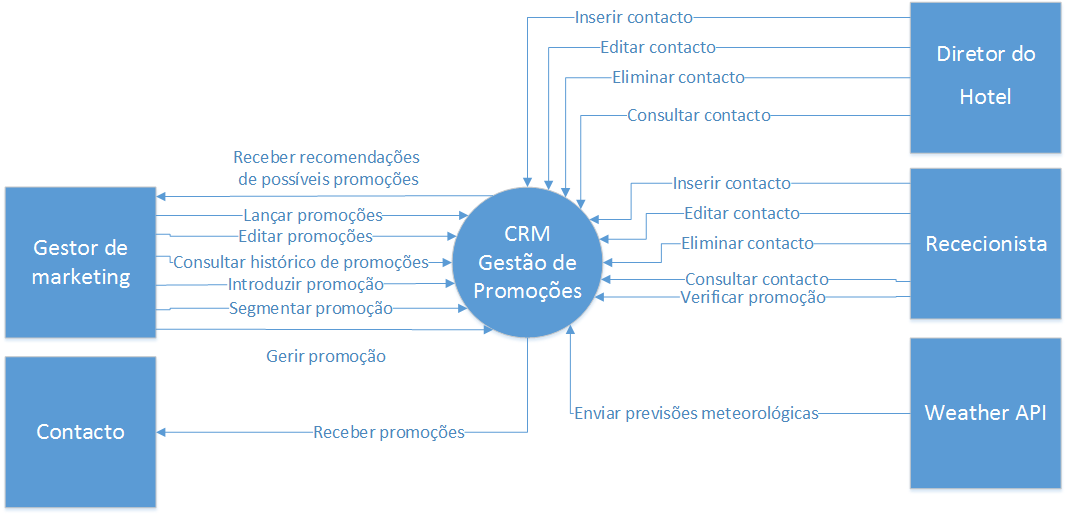 Inserir contacto
Editar contacto
Eliminar contacto
Consultar contacto
Diretor do
Hotel
Receber recomendações
de possíveis promoções
Lançar promoções
Editar promoções
Consultar histórico de promoções
Introduzir promoção
Segmentar promoção
Gerir promoção
Gestor de
marketing
CRM
Gestão de
Promoções
Inserir contacto
Editar contacto
Eliminar contacto
Consultar contacto
Verificar promoção
Rececionista
Contacto
Receber promoções
Enviar previsões meteorológicas
Weather API